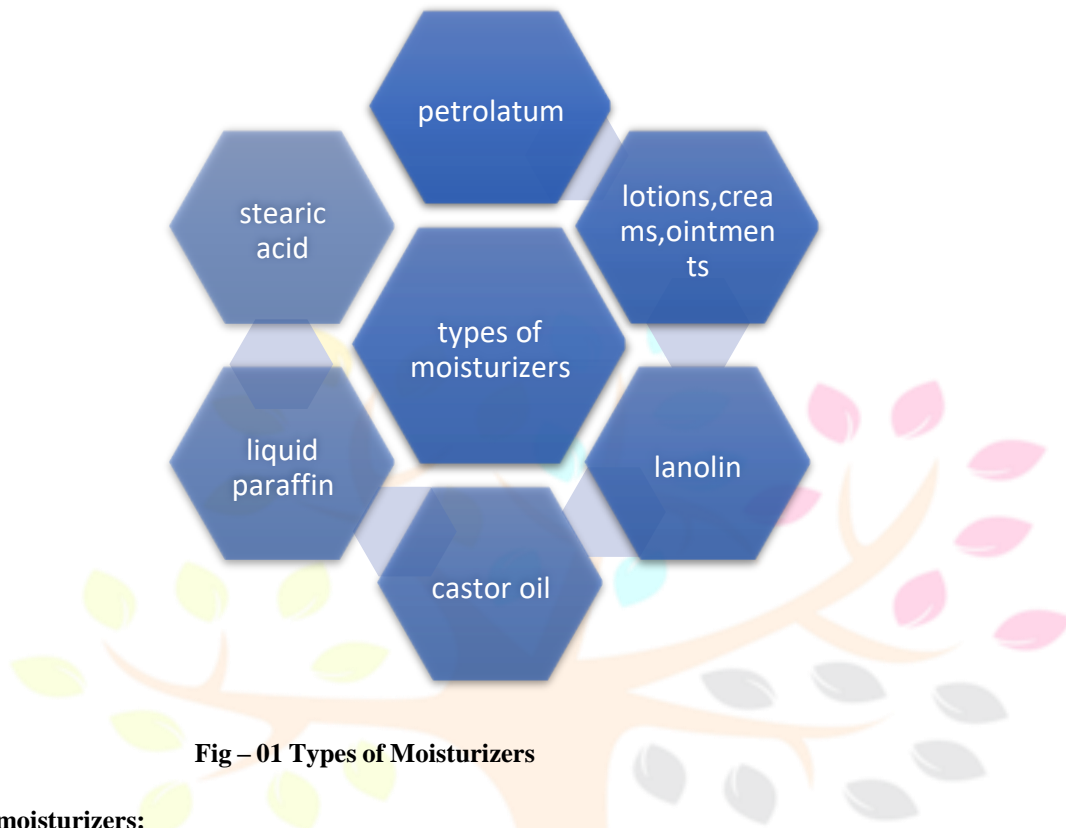 petrolatum
lotions,crea
ms,ointmen
ts
stearic
acid
types of
moisturizers
lanolin
liquid
paraffin
castor oil
Fig – 01 Types of Moisturizers
moisturizers: